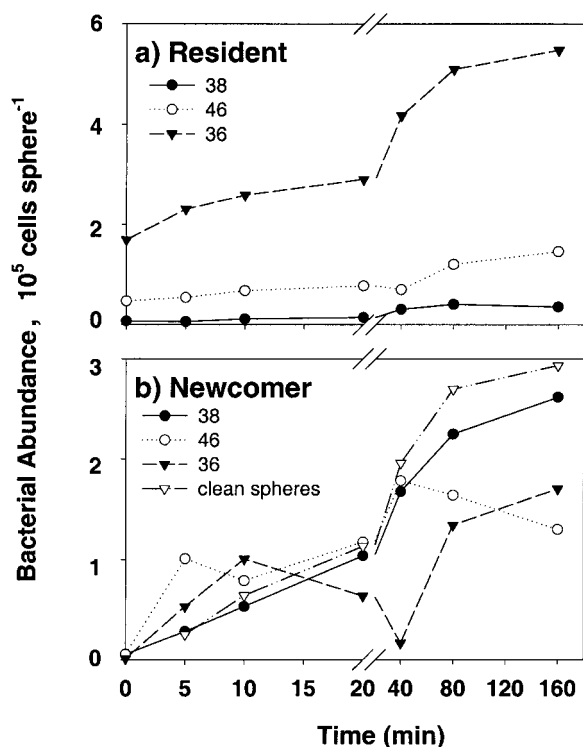 Bacterial Abundance, 10⁵ cells sphere⁻¹
6
a) Resident
38
46
36
4
2
0
3
b) Newcomer
38
46
36
clean spheres
2
1
0
0 5 10 20 40 80 120 160
Time (min)